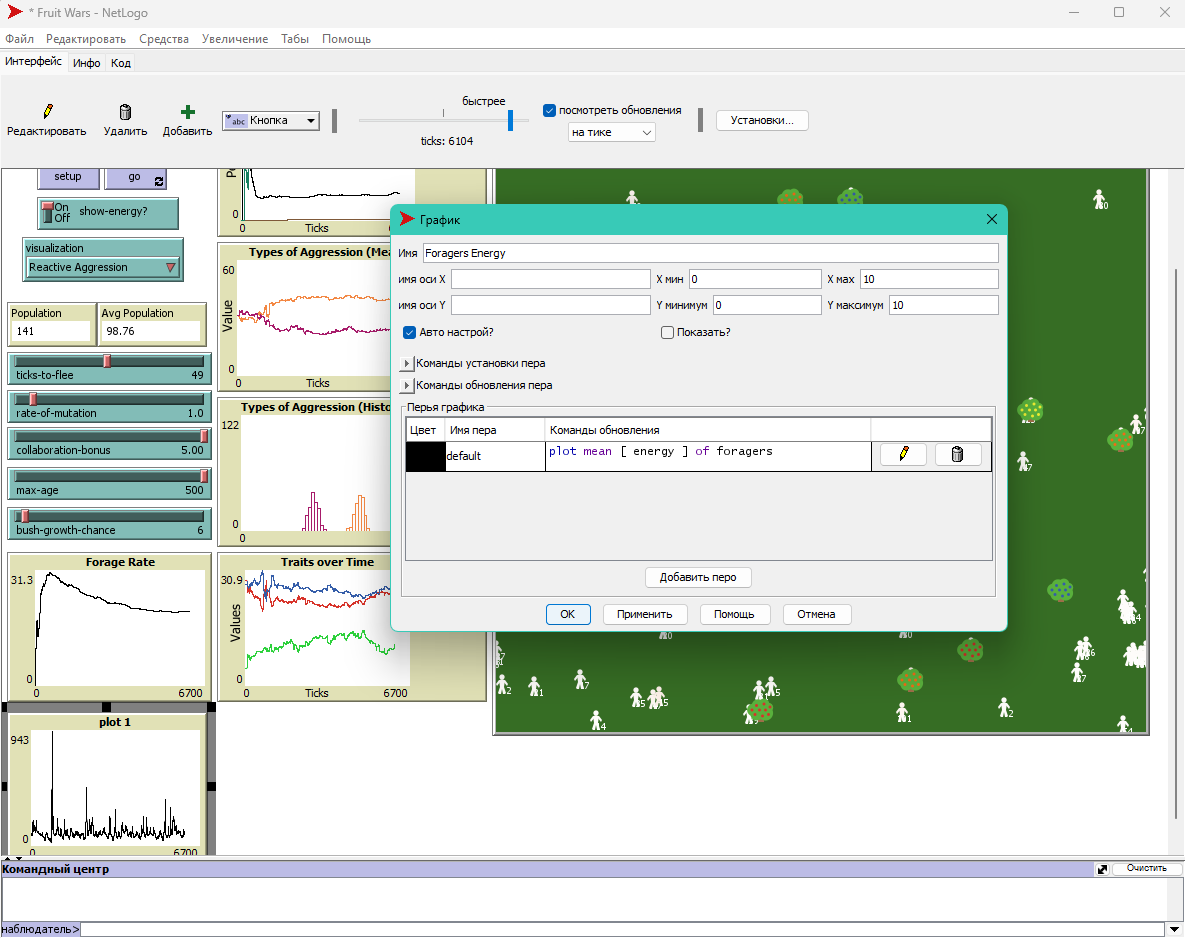 * Fruit Wars - NetLogo
Файл Редактировать Средства Увеличение Табы Помощь
Интерфейс Инфо Код
Редактировать Удалить Добавить
abc Кнопка
быстрее
ticks: 6104
посмотреть обновления
на тике
Установки...
setup go
On
Off show-energy?
visualization
Reactive Aggression
Population
141
Avg Population
98.76
ticks-to-flee 49
rate-of-mutation 1.0
collaboration-bonus 5.00
max-age 500
bush-growth-chance 6
0
0 Ticks
Types of Aggression (Mea
60
Value
0
0 Ticks
Types of Aggression (Histo
122
0
0
Forage Rate
31.3
0
0 6700
Traits over Time
30.9
Values
0
0 Ticks 6700
plot 1
943
0
0 6700
График
Имя Foragers Energy
имя оси X X мин 0 X max 10
имя оси Y Y минимум 0 Y максимум 10
Авто настрой? Показать?
Команды установки пера
Команды обновления пера
Перья графика
Цвет Имя пера Команды обновления
default plot mean [ energy ] of foragers
Добавить перо
OK Применить Помощь Отмена
Командный центр Очистить
наблюдатель>